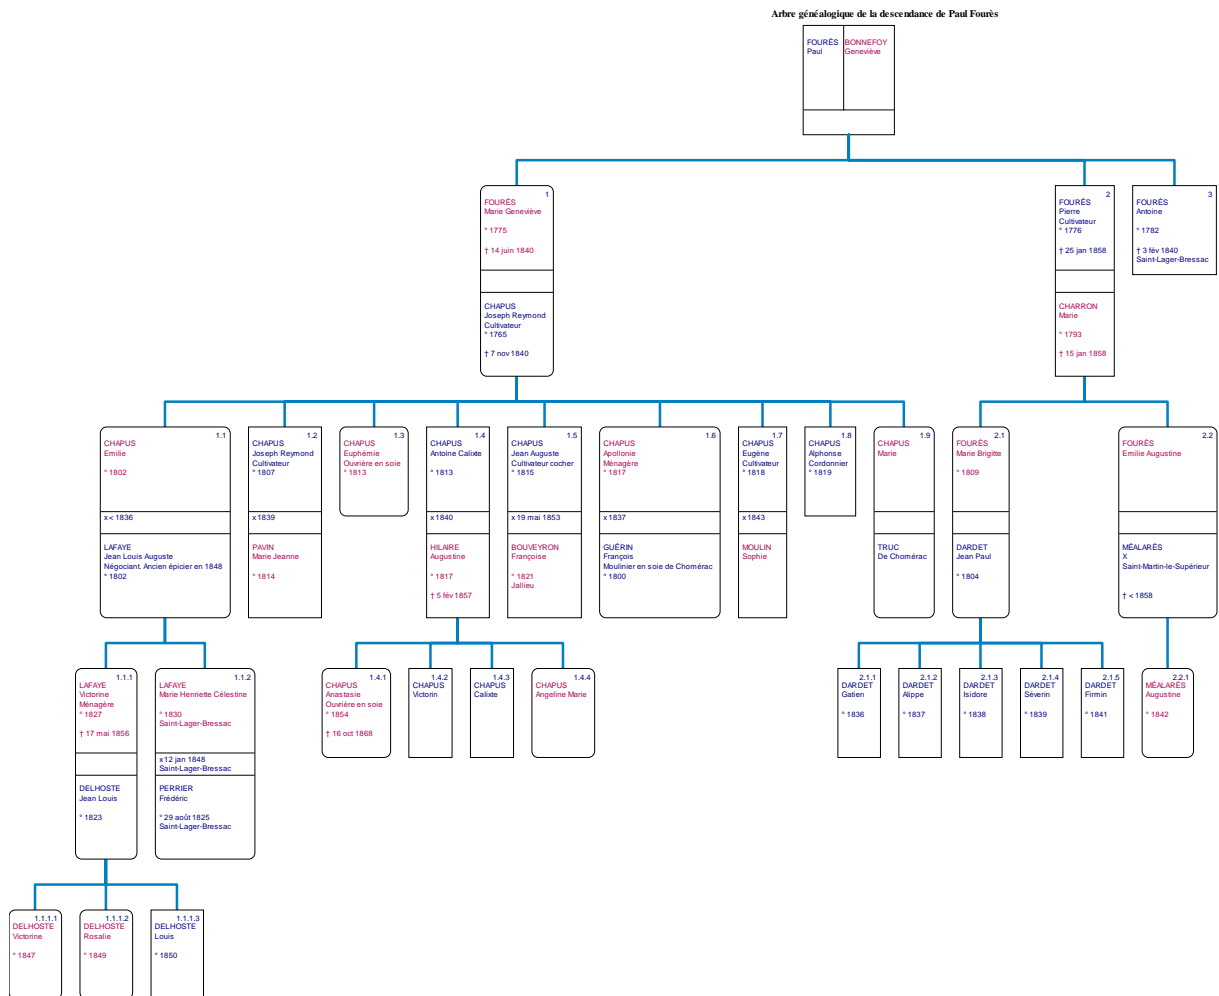 Arbre généalogique de la descendance de Paul Fourès
FOURÈS
Paul
BONNEFOY
Geneviève
1
FOURÈS
Marie Geneviève
° 1775
† 14 juin 1840
CHAPUS
Joseph Reymond
Cultivateur
° 1765
† 7 nov 1840
2
FOURÈS
Pierre
Cultivateur
° 1776
† 25 jan 1858
CHARRON
Marie
° 1793
† 15 jan 1858
3
FOURÈS
Antoine
° 1782
† 3 fév 1840
Saint-Lager-Bressac
1.1
CHAPUS
Emilie
° 1802
x < 1836
LAFAYE
Jean Louis Auguste
Négociant. Ancien épicier en 1848
° 1802
1.2
CHAPUS
Joseph Reymond
Cultivateur
° 1807
x 1839
PAVIN
Marie Jeanne
° 1814
1.3
CHAPUS
Euphémie
Ouvrière en soie
° 1813
1.4
CHAPUS
Antoine Calixte
° 1813
x 1840
HILAIRE
Augustine
° 1817
† 5 fév 1857
1.5
CHAPUS
Jean Auguste
Cultivateur cocher
° 1815
x 19 mai 1853
BOUVEYRON
Françoise
° 1821
Jallieu
1.6
CHAPUS
Apollonie
Ménagère
° 1817
x 1837
GUÉRIN
François
Moulinier en soie de Chomérac
° 1800
1.7
CHAPUS
Eugène
Cultivateur
° 1818
x 1843
MOULIN
Sophie
1.8
CHAPUS
Alphonse
Cordonnier
° 1819
1.9
CHAPUS
Marie
TRUC
De Chomérac
2.1
FOURÈS
Marie Brigitte
° 1809
DARDET
Jean Paul
° 1804
2.2
FOURÈS
Emilie Augustine
MÉALARÈS
X
Saint-Martin-le-Supérieur
† < 1858
1.1.1
LAFAYE
Victorine
Ménagère
° 1827
† 17 mai 1856
DELHOSTE
Jean Louis
° 1823
1.1.2
LAFAYE
Marie Henriette Célestine
° 1830
Saint-Lager-Bressac
x 12 jan 1848
Saint-Lager-Bressac
PERRIER
Frédéric
° 29 août 1825
Saint-Lager-Bressac
1.4.1
CHAPUS
Anastasie
Ouvrière en soie
° 1854
† 16 oct 1868
1.4.2
CHAPUS
Victorin
1.4.3
CHAPUS
Calixte
1.4.4
CHAPUS
Angeline Marie
2.1.1
DARDET
Gatien
° 1836
2.1.2
DARDET
Alippe
° 1837
2.1.3
DARDET
Isidore
° 1838
2.1.4
DARDET
Séverin
° 1839
2.1.5
DARDET
Firmin
° 1841
2.2.1
MÉALARÈS
Augustine
° 1842
1.1.1.1
DELHOSTE
Victorine
° 1847
1.1.1.2
DELHOSTE
Rosalie
° 1849
1.1.1.3
DELHOSTE
Louis
° 1850